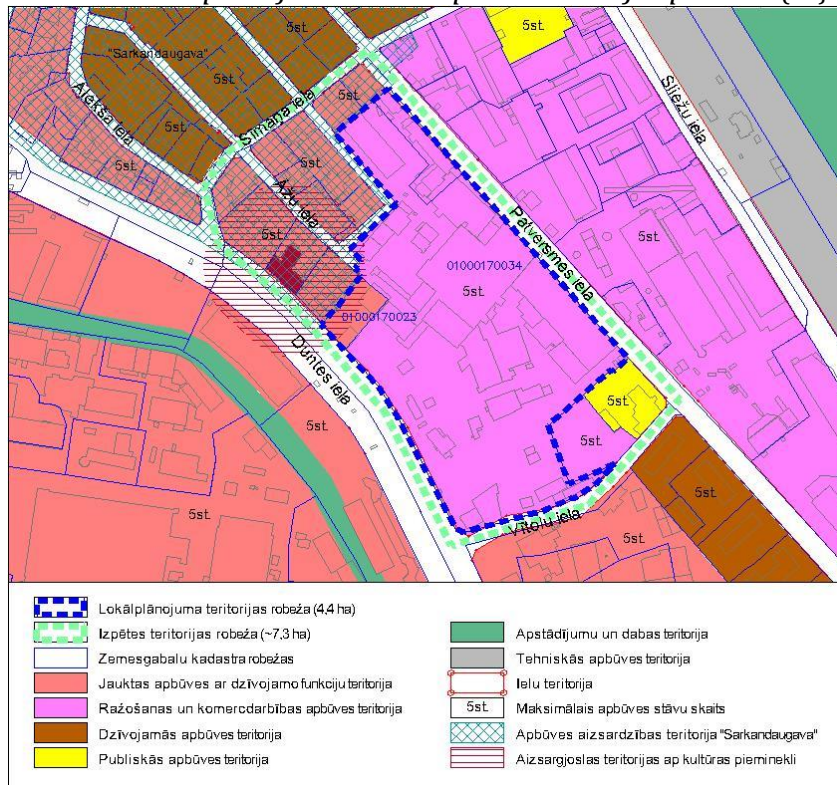 5st.
"Sarkandaugava"
5st.
5st.
Sliežu iela
Alekša iela
Sīmaņa iela
5st.
5st.
5st.
5st.
Āžu iela
5st.
5st.
Patversmes iela
01000170034
5st.
01000170023
Duntes iela
5st.
5st.
5st.
5st.
5st.
Vītolu iela
5st.
Lokālplānojuma teritorijas robeža (4,4 ha)
Izpētes teritorijas robeža (~7,3 ha)
Zemesgabalu kadastra robežas
Jauktas apbūves ar dzīvojamo funkciju teritorija
Ražošanas un komercdarbības apbūves teritorija
Dzīvojamās apbūves teritorija
Publiskās apbūves teritorija
Apstādījumu un dabas teritorija
Tehniskās apbūves teritorija
Ielu teritorija
5st. Maksimālais apbūves stāvu skaits
Apbūves aizsardzības teritorija "Sarkandaugava"
Aizsargjoslas teritorijas ap kultūras pieminekli